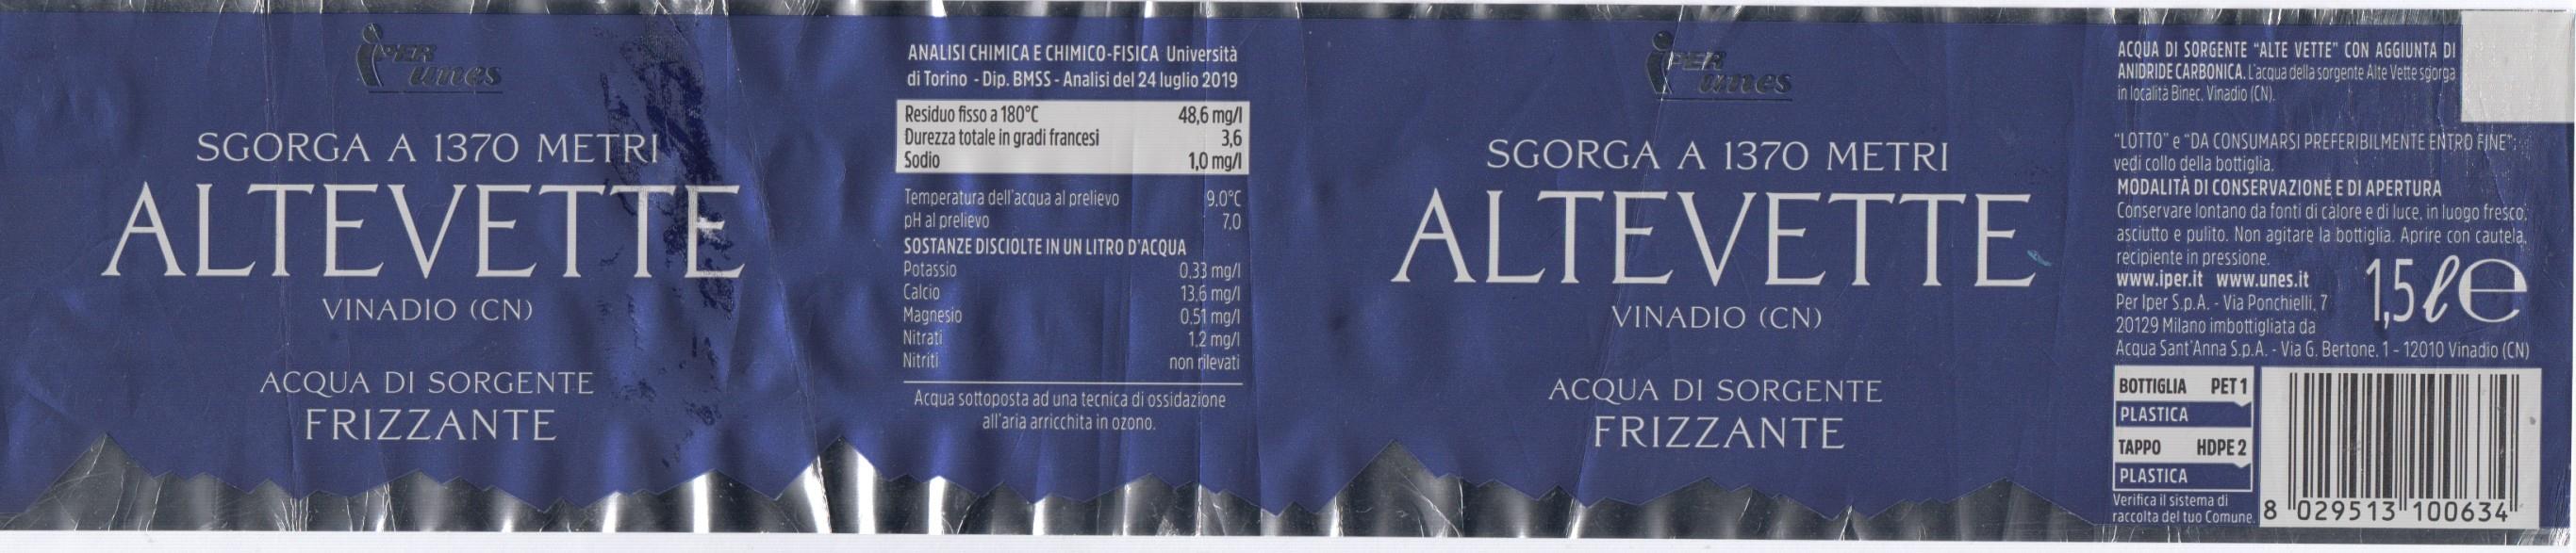 IPER
unes
SGORGA A 1370 METRI
ALTEVETTE
VINADIO (CN)
ACQUA DI SORGENTE
FRIZZANTE
ANALISI CHIMICA E CHIMICO-FISICA Università
di Torino - Dip. BMSS - Analisi del 24 luglio 2019
Residuo fisso a 180°C 48,6 mg/l
Durezza totale in gradi francesi 3,6
Sodio 1,0 mg/l
Temperatura dell'acqua al prelievo 9.0°C
pH al prelievo 7.0
SOSTANZE DISCIOLTE IN UN LITRO D'ACQUA
Potassio 0.33 mg/l
Calcio 13.6 mg/l
Magnesio 0.51 mg/l
Nitrati 1.2 mg/l
Nitriti non rilevati
Acqua sottoposta ad una tecnica di ossidazione
all'aria arricchita in ozono.
IPER
unes
SGORGA A 1370 METRI
ALTEVETTE
VINADIO (CN)
ACQUA DI SORGENTE
FRIZZANTE
ACQUA DI SORGENTE "ALTE VETTE" CON AGGIUNTA DI
ANIDRIDE CARBONICA. L'acqua della sorgente Alte Vette sgorga
in località Binec, Vinadio (CN).
"LOTTO" e "DA CONSUMARSI PREFERIBILMENTE ENTRO FINE":
vedi collo della bottiglia.
MODALITÀ DI CONSERVAZIONE E DI APERTURA
Conservare lontano da fonti di calore e di luce, in luogo fresco,
asciutto e pulito. Non agitare la bottiglia. Aprire con cautela,
recipiente in pressione.
www.iper.it www.unes.it
Per Iper S.p.A. - Via Ponchielli, 7
20129 Milano imbottigliata da
Acqua Sant'Anna S.p.A. - Via G. Bertone, 1 - 12010 Vinadio (CN)
1,5 ℓ e
BOTTIGLIA PET 1
PLASTICA
TAPPO HDPE 2
PLASTICA
Verifica il sistema di
raccolta del tuo Comune.
8 029513 100634